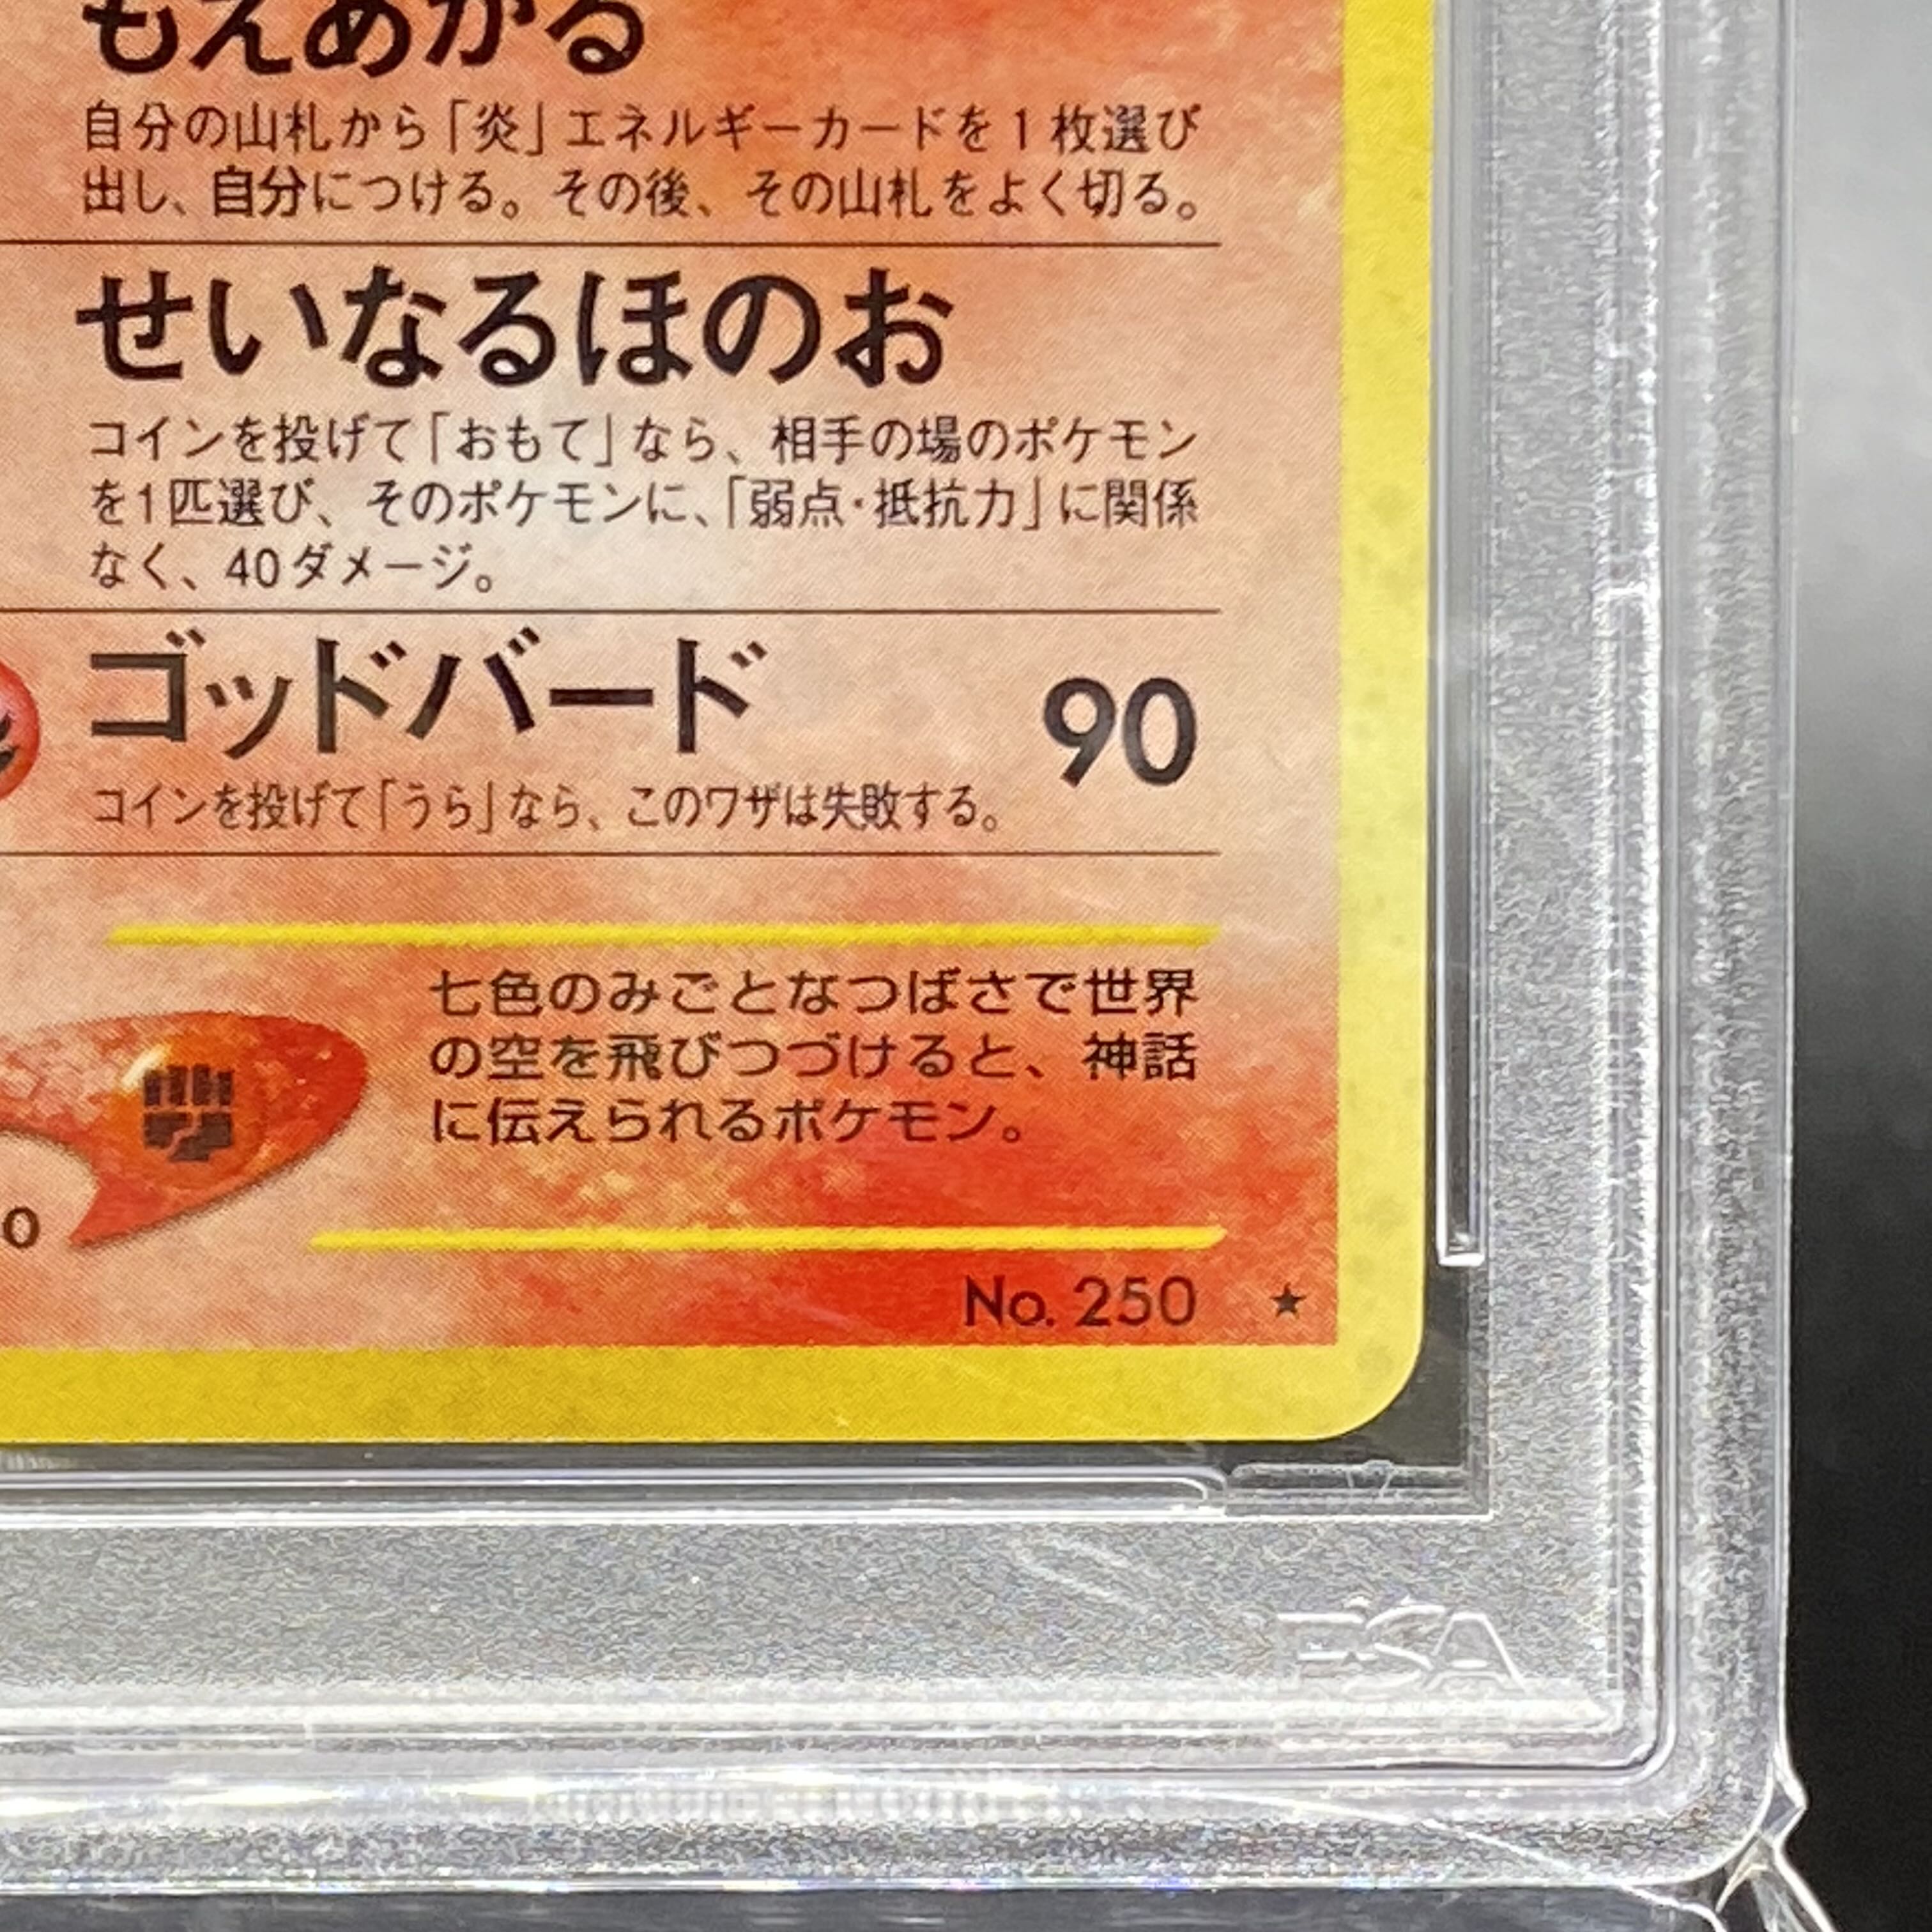 もえあがる
自分の山札から「炎」エネルギーカードを1枚選び
出し、自分につける。その後、その山札をよく切る。
せいなるほのお
コインを投げて「おもて」なら、相手の場のポケモン
を1匹選び、そのポケモンに、「弱点・抵抗力」に関係
なく、40ダメージ。
ゴッドバード 90
コインを投げて「うら」なら、このワザは失敗する。
七色のみごとなつばさで世界
の空を飛びつづけると、神話
に伝えられるポケモン。
0
No. 250 ★
PSA